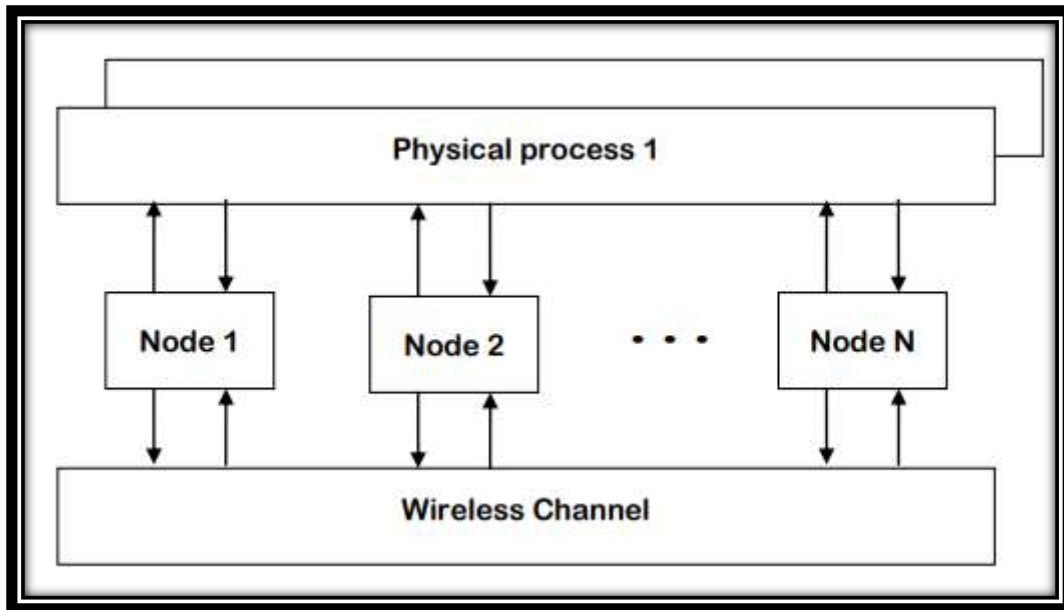 Physical process 1
Node 1
Node 2
• • •
Node N
Wireless Channel